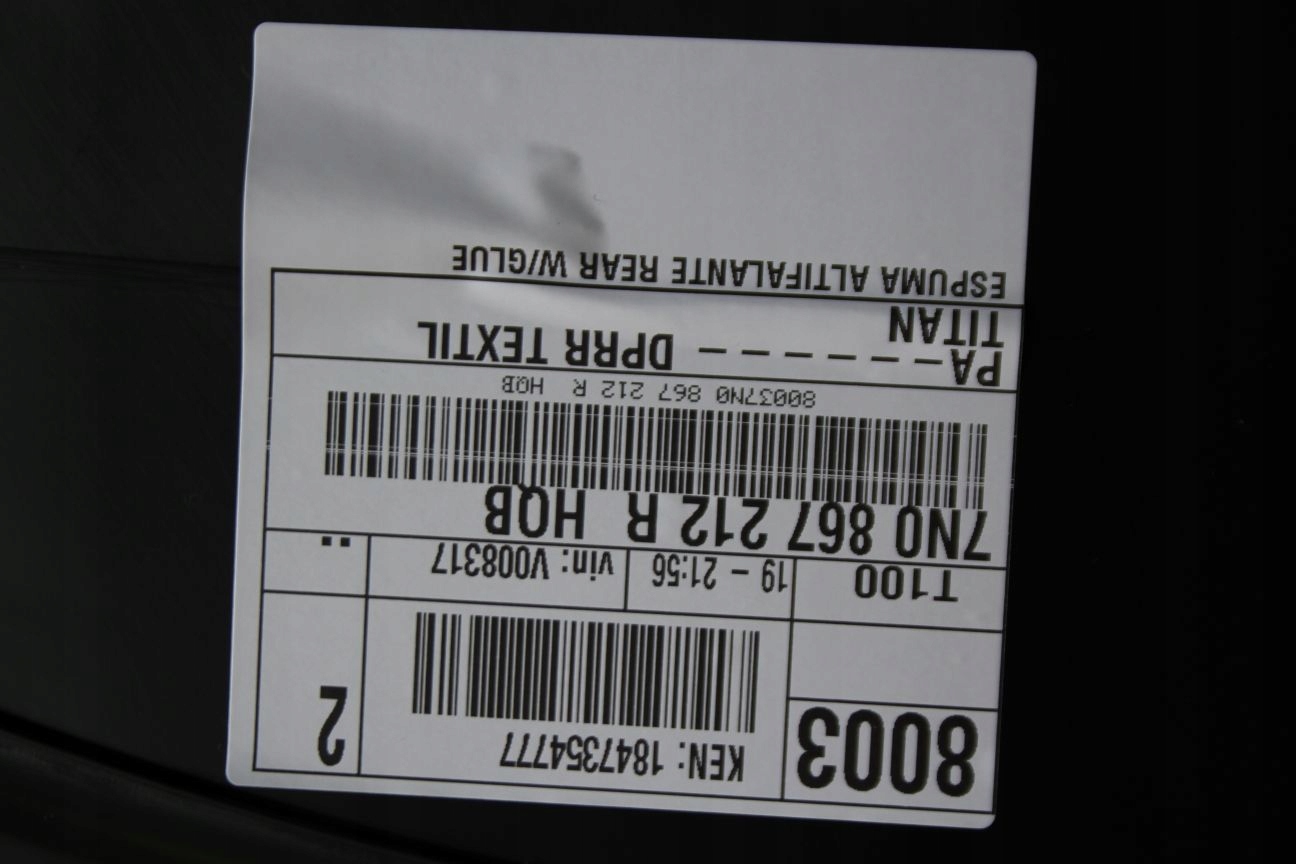 8003
KEN: 1847354777
2
T100
19 - 21:56
vin: V008317
..
7N0 867 212 R HQB
80037N0 867 212 R HQB
PA------- DPRR TEXTIL
TITAN
ESPUMA ALTIFALANTE REAR W/GLUE